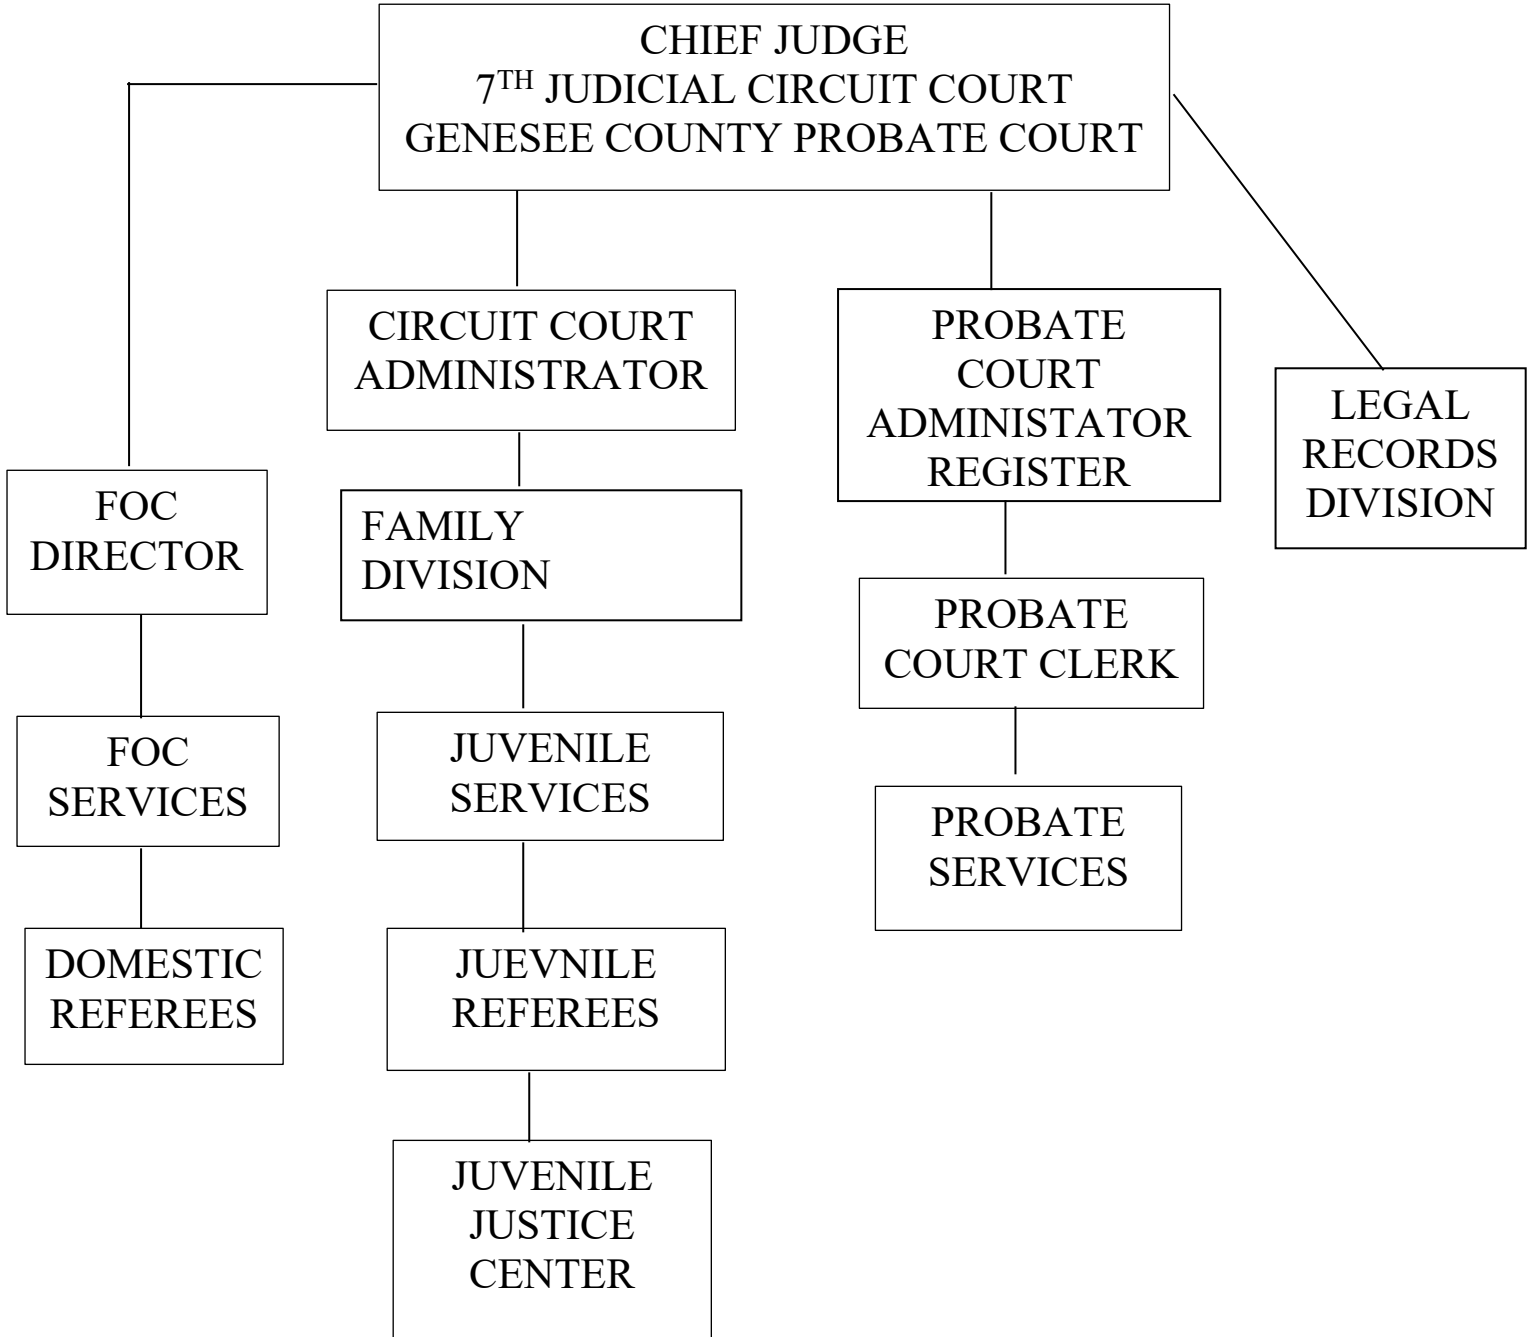 CHIEF JUDGE
7TH JUDICIAL CIRCUIT COURT
GENESEE COUNTY PROBATE COURT
CIRCUIT COURT
ADMINISTRATOR
PROBATE
COURT
ADMINISTATOR
REGISTER
LEGAL
RECORDS
DIVISION
FOC
DIRECTOR
FAMILY
DIVISION
PROBATE
COURT CLERK
FOC
SERVICES
JUVENILE
SERVICES
PROBATE
SERVICES
DOMESTIC
REFEREES
JUEVNILE
REFEREES
JUVENILE
JUSTICE
CENTER